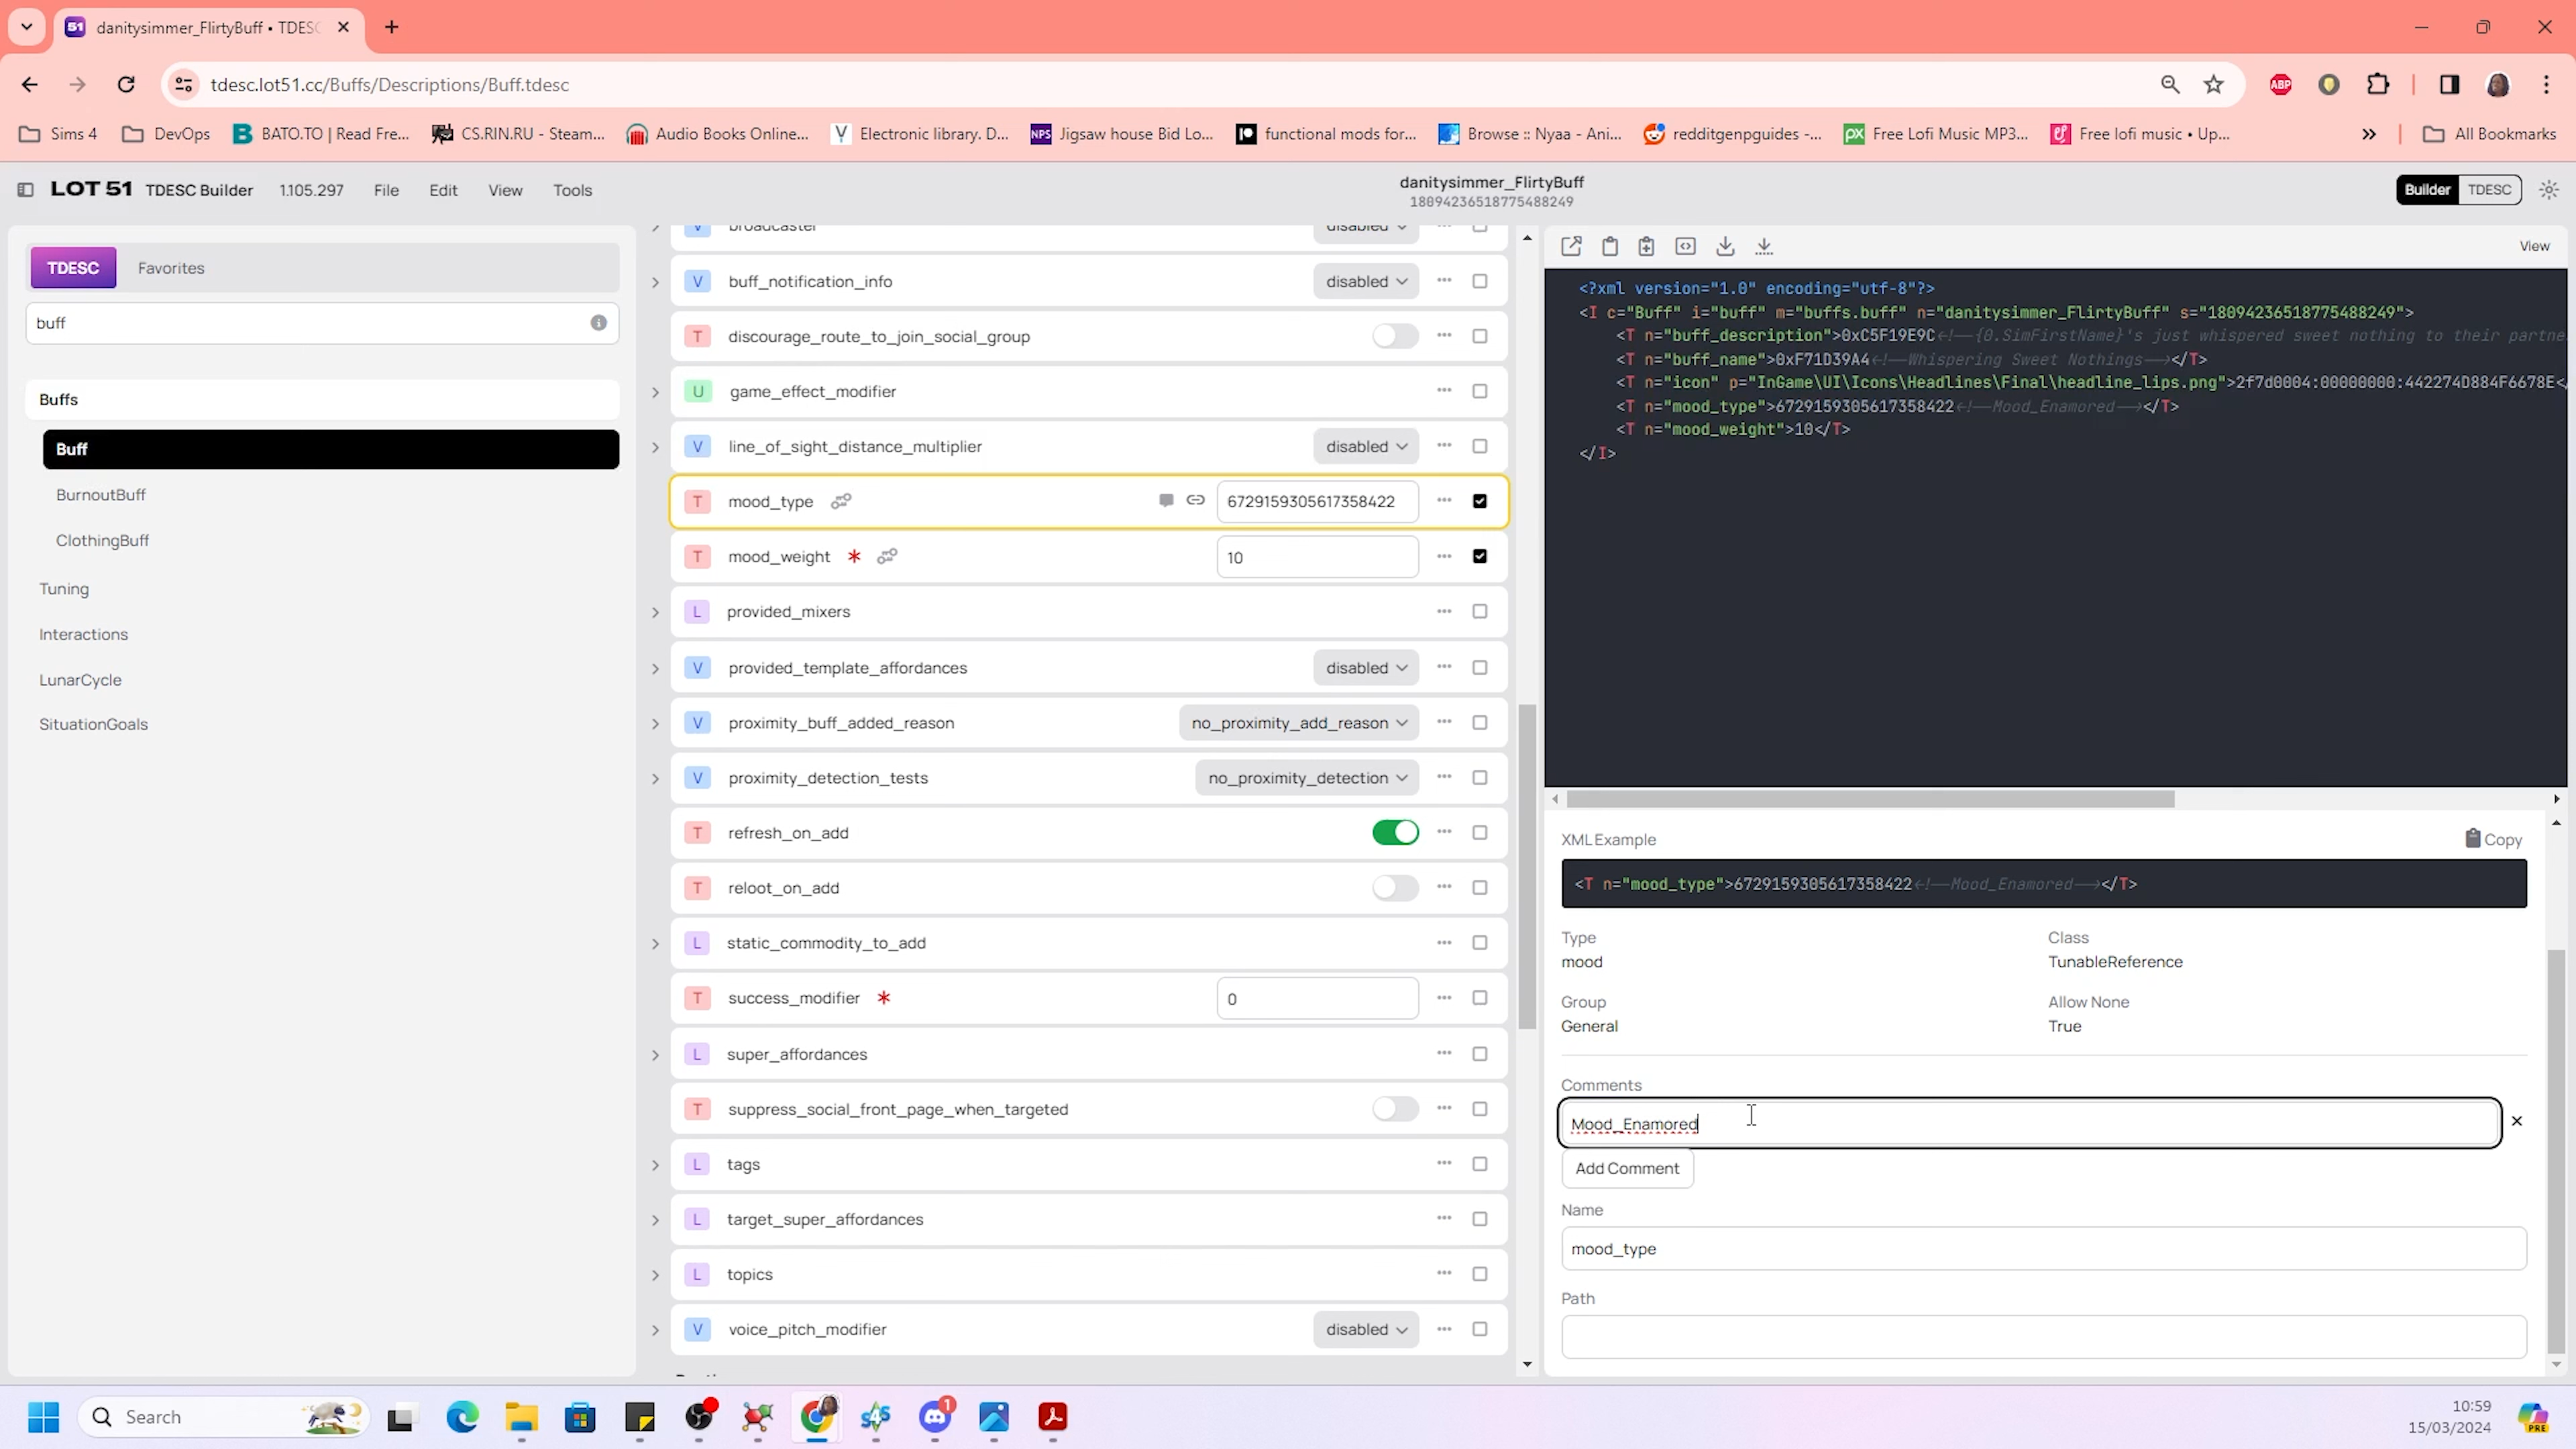 51
danitysimmer_FlirtyBuff • TDESC
tdesc.lot51.cc/Buffs/Descriptions/Buff.tdesc
ABP
Sims 4
DevOps
BATO.TO | Read Fre...
CS.RIN.RU - Steam...
Audio Books Online...
Electronic library. D...
NPS
Jigsaw house Bid Lo...
functional mods for...
Browse :: Nyaa - Ani...
redditgenpguides -...
px
Free Lofi Music MP3...
Free lofi music • Up...
All Bookmarks
LOT 51
TDESC Builder
1.105.297
File
Edit
View
Tools
danitysimmer_FlirtyBuff
18094236518775488249
Builder
TDESC
TDESC
Favorites
buff
Buffs
Buff
BurnoutBuff
ClothingBuff
Tuning
Interactions
LunarCycle
SituationGoals
V broadcaster disabled
V buff_notification_info disabled
T discourage_route_to_join_social_group
U game_effect_modifier
V line_of_sight_distance_multiplier disabled
T mood_type 6729159305617358422
T mood_weight * 10
L provided_mixers
V provided_template_affordances disabled
V proximity_buff_added_reason no_proximity_add_reason
V proximity_detection_tests no_proximity_detection
T refresh_on_add
T reloot_on_add
L static_commodity_to_add
T success_modifier * 0
L super_affordances
T suppress_social_front_page_when_targeted
L tags
L target_super_affordances
L topics
V voice_pitch_modifier disabled
View
<?xml version="1.0" encoding="utf-8"?>
<I c="Buff" i="buff" m="buffs.buff" n="danitysimmer_FlirtyBuff" s="18094236518775488249">
<T n="buff_description">0xC5F19E9C<!--{0.SimFirstName}'s just whispered sweet nothing to their partne
<T n="buff_name">0xF71D39A4<!--Whispering Sweet Nothings--></T>
<T n="icon" p="InGame\UI\Icons\Headlines\Final\headline_lips.png">2f7d0004:00000000:442274D884F6678E</
<T n="mood_type">6729159305617358422<!--Mood_Enamored--></T>
<T n="mood_weight">10</T>
</I>
XML Example
Copy
<T n="mood_type">6729159305617358422<!--Mood_Enamored--></T>
Type
mood
Class
TunableReference
Group
General
Allow None
True
Comments
Mood_Enamored
Add Comment
Name
mood_type
Path
Search
1
10:59
15/03/2024
PRE